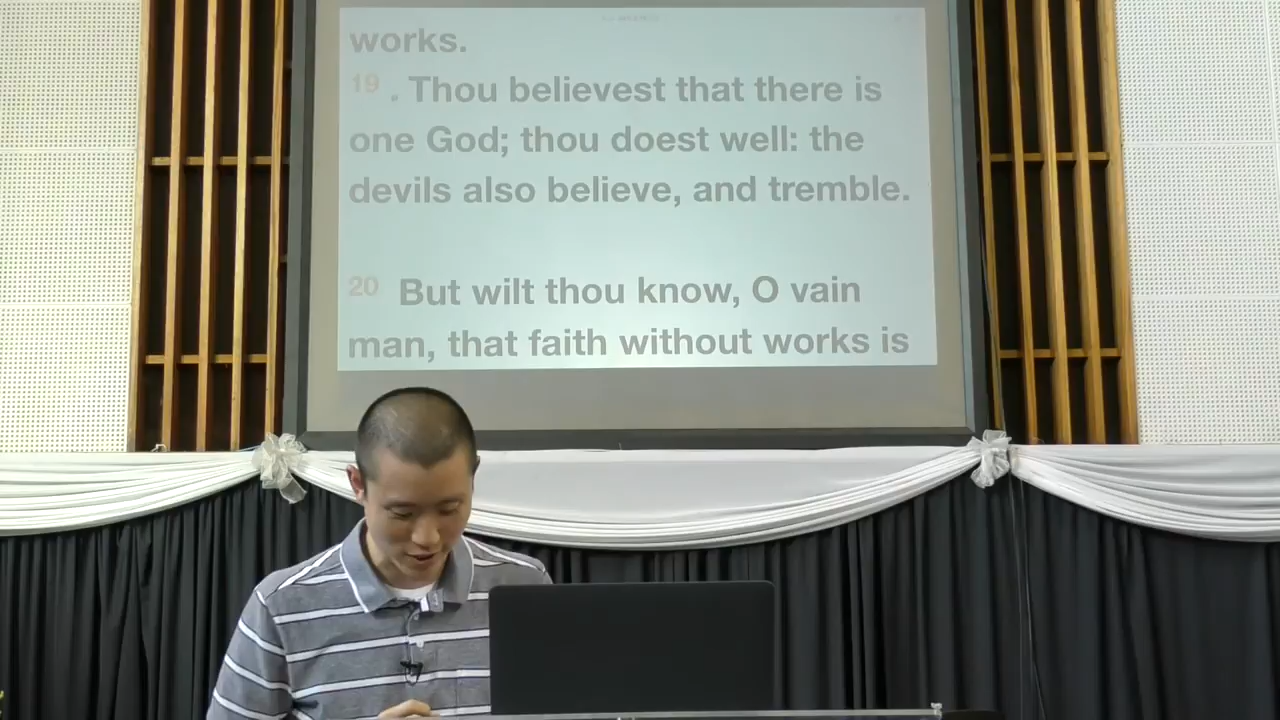 works.
19 . Thou believest that there is
one God; thou doest well: the
devils also believe, and tremble.
20 But wilt thou know, O vain
man, that faith without works is